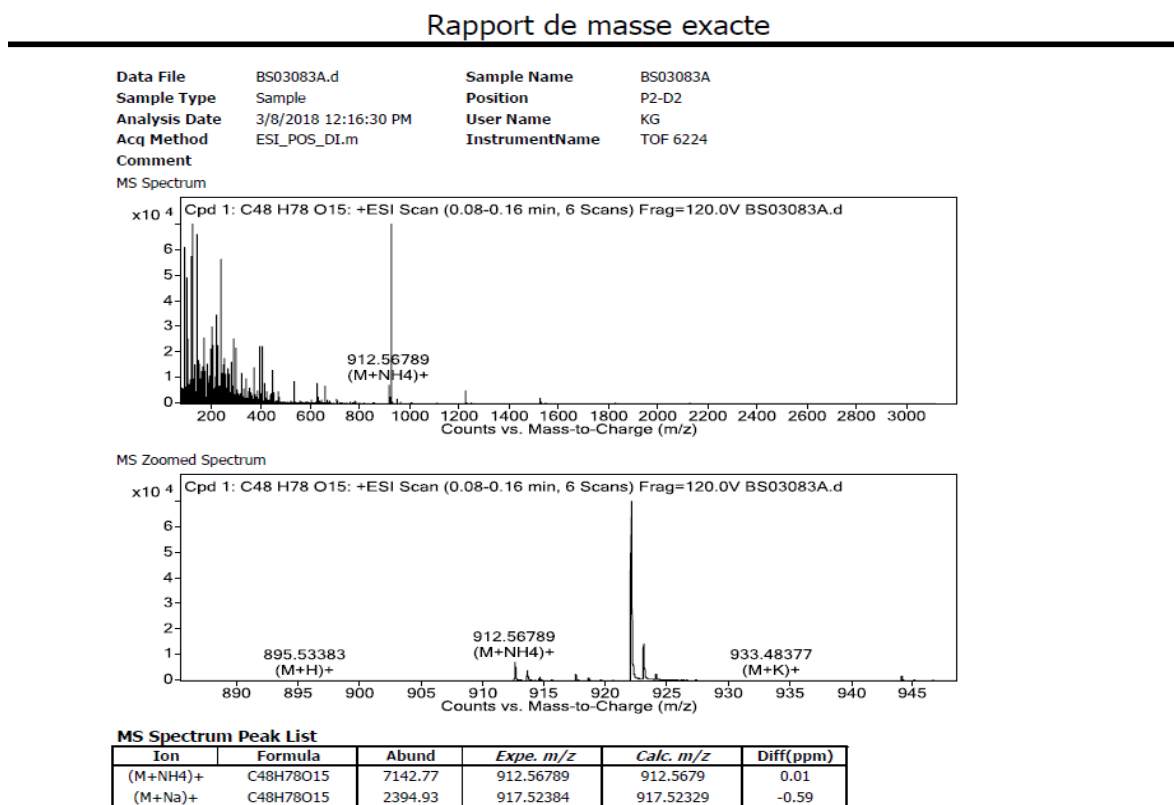 Rapport de masse exacte
Data File BS03083A.d Sample Name BS03083A
Sample Type Sample Position P2-D2
Analysis Date 3/8/2018 12:16:30 PM User Name KG
Acq Method ESI_POS_DI.m InstrumentName TOF 6224
Comment
MS Spectrum
x10 4 Cpd 1: C48 H78 O15: +ESI Scan (0.08-0.16 min, 6 Scans) Frag=120.0V BS03083A.d
6
5
4
3
2
912.56789
1
(M+NH4)+
0
200 400 600 800 1000 1200 1400 1600 1800 2000 2200 2400 2600 2800 3000
Counts vs. Mass-to-Charge (m/z)
MS Zoomed Spectrum
x10 4 Cpd 1: C48 H78 O15: +ESI Scan (0.08-0.16 min, 6 Scans) Frag=120.0V BS03083A.d
6
5
4
3
2
912.56789
1
895.53383 (M+NH4)+ 933.48377
(M+H)+ (M+K)+
0
890 895 900 905 910 915 920 925 930 935 940 945
Counts vs. Mass-to-Charge (m/z)
MS Spectrum Peak List
Ion Formula Abund Expe. m/z Calc. m/z Diff(ppm)
(M+NH4)+ C48H78O15 7142.77 912.56789 912.5679 0.01
(M+Na)+ C48H78O15 2394.93 917.52384 917.52329 -0.59